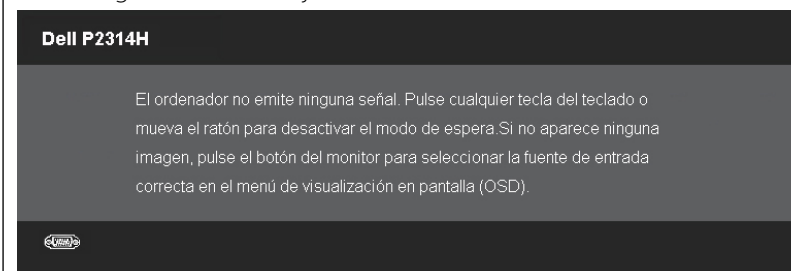 Dell P2314H
El ordenador no emite ninguna señal. Pulse cualquier tecla del teclado o
mueva el ratón para desactivar el modo de espera.Si no aparece ninguna
imagen, pulse el botón del monitor para seleccionar la fuente de entrada
correcta en el menú de visualización en pantalla (OSD).